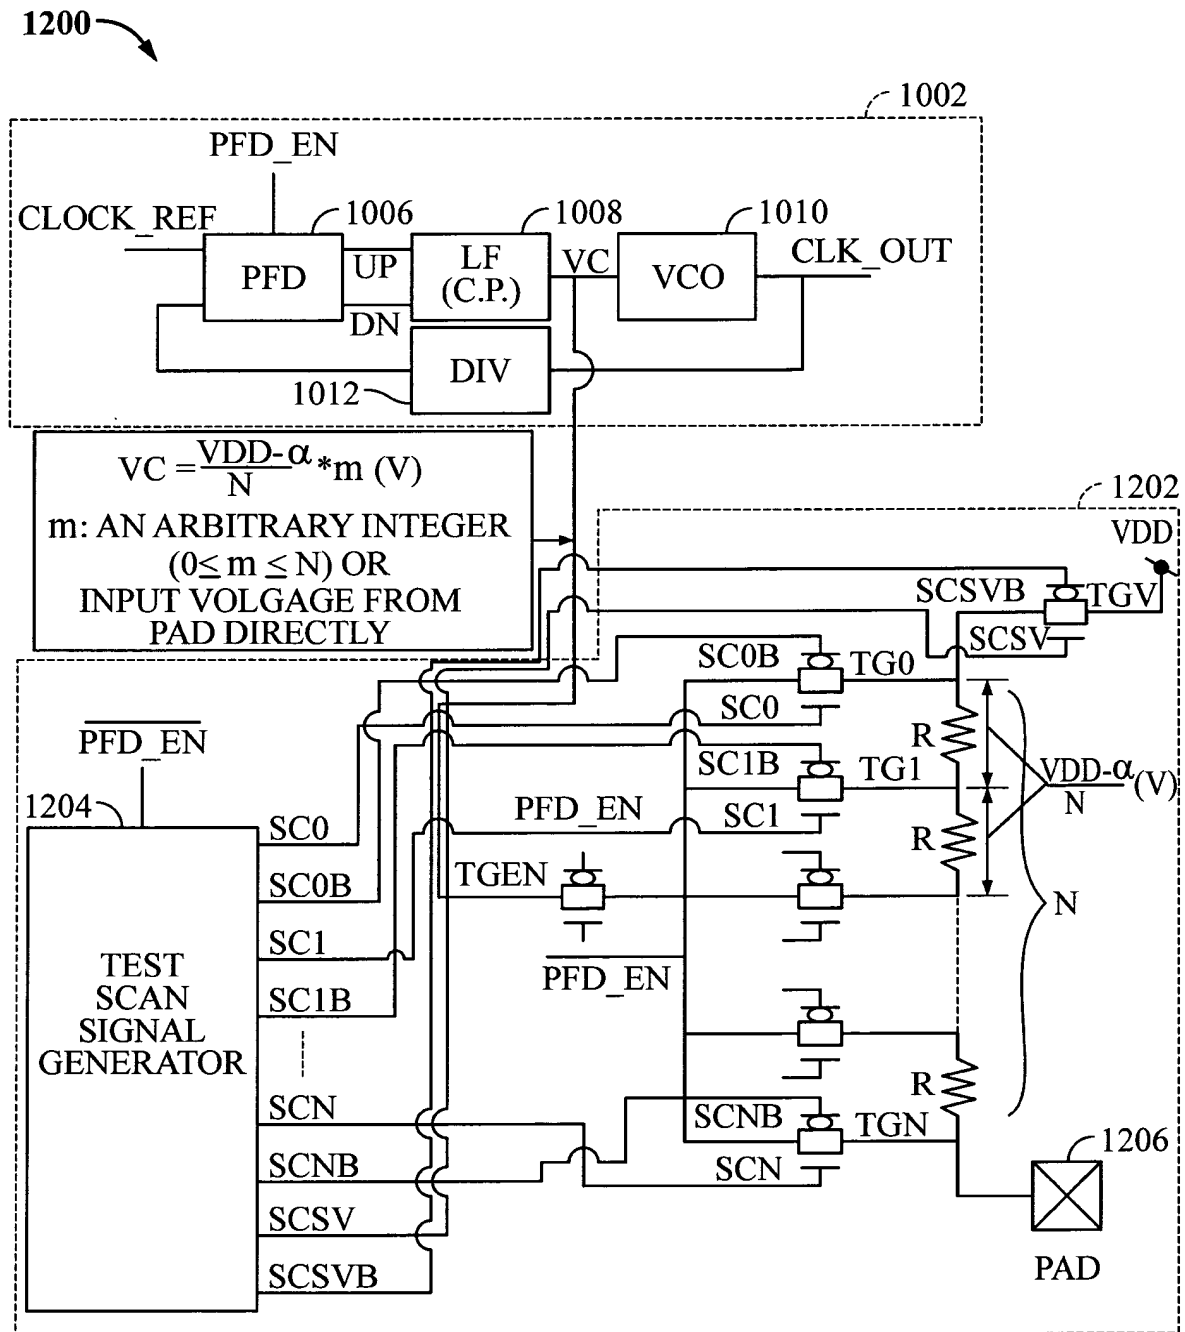 1200
1002
PFD_EN
CLOCK_REF
1006
1008
1010
PFD
UP
DN
LF
(C.P.)
VC
VCO
CLK_OUT
DIV
1012
VC = VDD-α/N *m (V)
m: AN ARBITRARY INTEGER
(0≤ m ≤ N) OR
INPUT VOLGAGE FROM
PAD DIRECTLY
1202
VDD
SCSVB
TGV
SCSV
SC0B
TG0
SC0
R
SC1B
TG1
VDD-α/N (V)
PFD_EN
SC1
R
TGEN
N
PFD_EN
PFD_EN
1204
SC0
SC0B
SC1
SC1B
TEST
SCAN
SIGNAL
GENERATOR
SCN
SCNB
SCSV
SCSVB
R
SCNB
TGN
SCN
1206
PAD